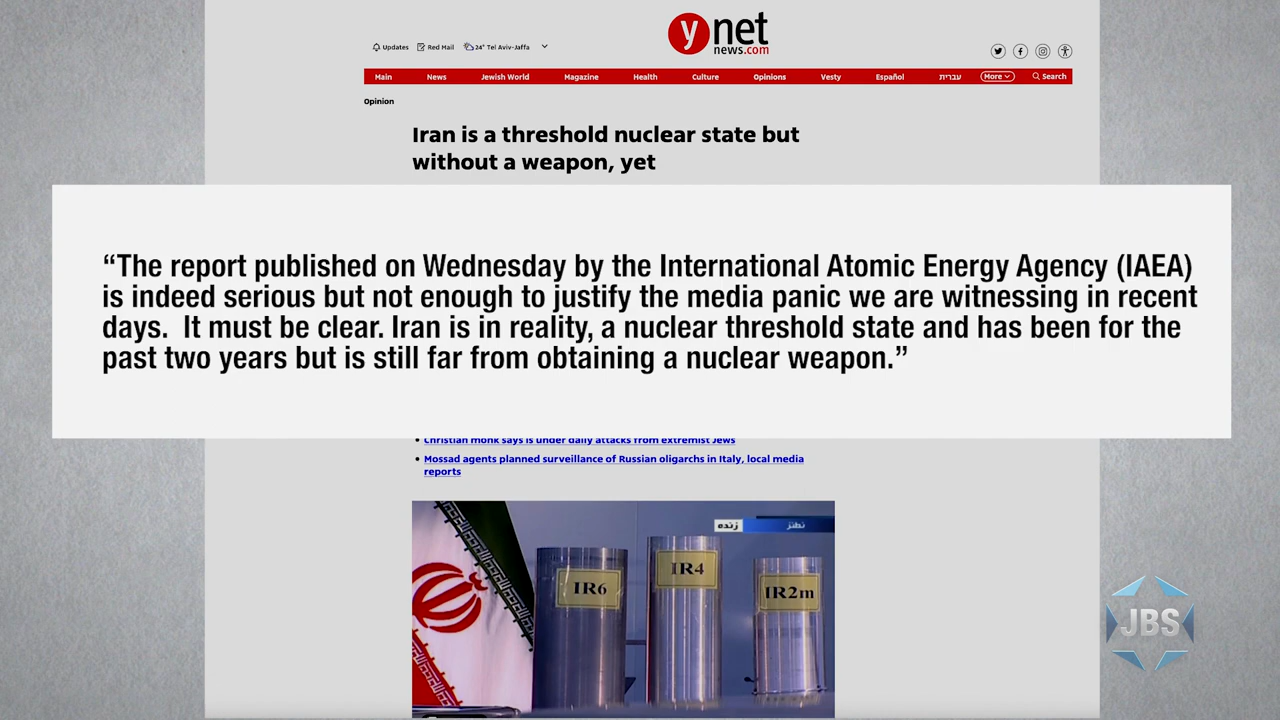 y net
news.com
Updates Red Mail 24° Tel Aviv-Jaffa
Main News Jewish World Magazine Health Culture Opinions Vesty Español עברית More Search
Opinion
Iran is a threshold nuclear state but
without a weapon, yet
“The report published on Wednesday by the International Atomic Energy Agency (IAEA)
is indeed serious but not enough to justify the media panic we are witnessing in recent
days.  It must be clear. Iran is in reality, a nuclear threshold state and has been for the
past two years but is still far from obtaining a nuclear weapon.”
Christian monk says is under daily attacks from extremist Jews
Mossad agents planned surveillance of Russian oligarchs in Italy, local media
reports
زنده نطنز
IR6
IR4
IR2m
JBS